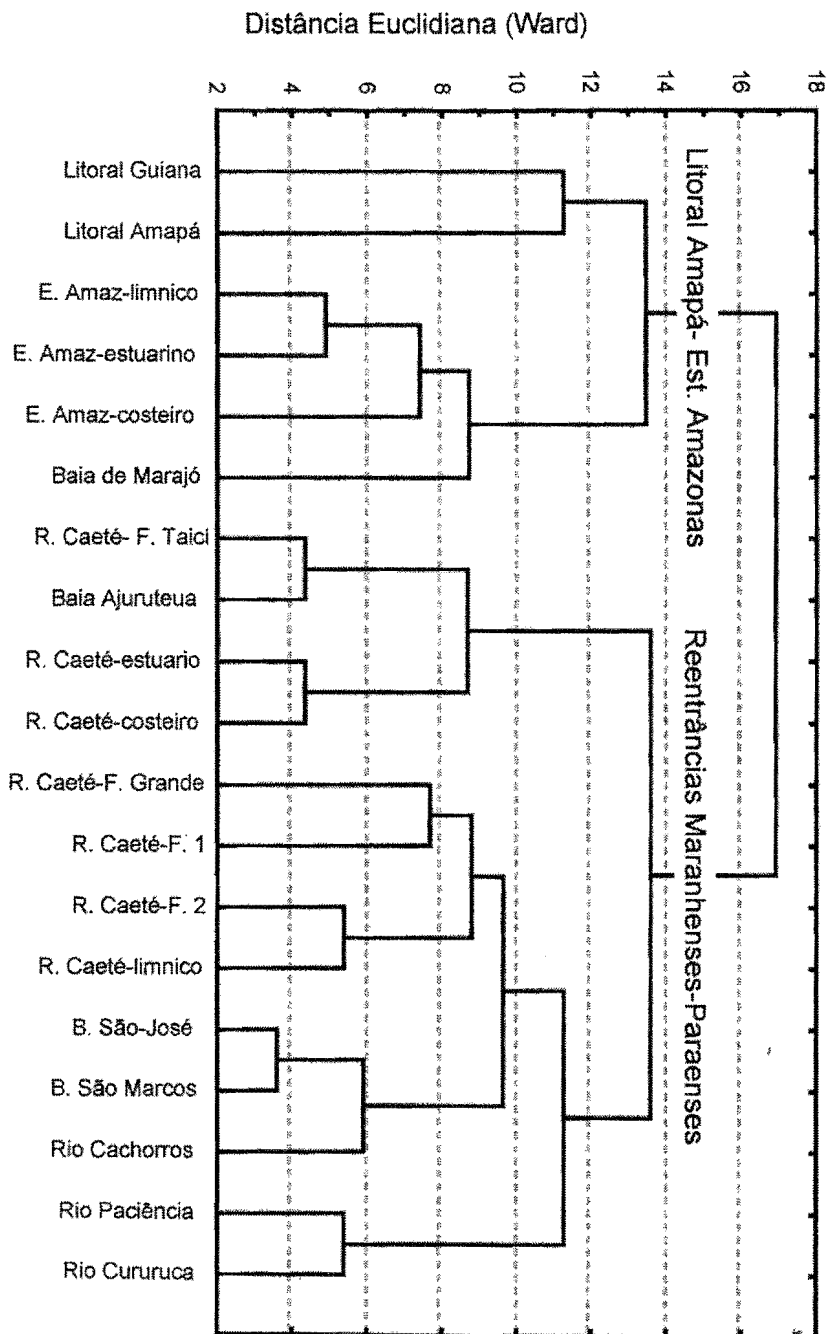 Distância Euclidiana (Ward)
2 4 6 8 10 12 14 16 18
Litoral Guiana
Litoral Amapá
E. Amaz-limnico
E. Amaz-estuarino
E. Amaz-costeiro
Baia de Marajó
R. Caeté- F. Taici
Baia Ajuruteua
R. Caeté-estuario
R. Caeté-costeiro
R. Caeté-F. Grande
R. Caeté-F. 1
R. Caeté-F. 2
R. Caeté-limnico
B. São-José
B. São Marcos
Rio Cachorros
Rio Paciência
Rio Cururuca
Litoral Amapá- Est. Amazonas
Reentrâncias Maranhenses-Paraenses